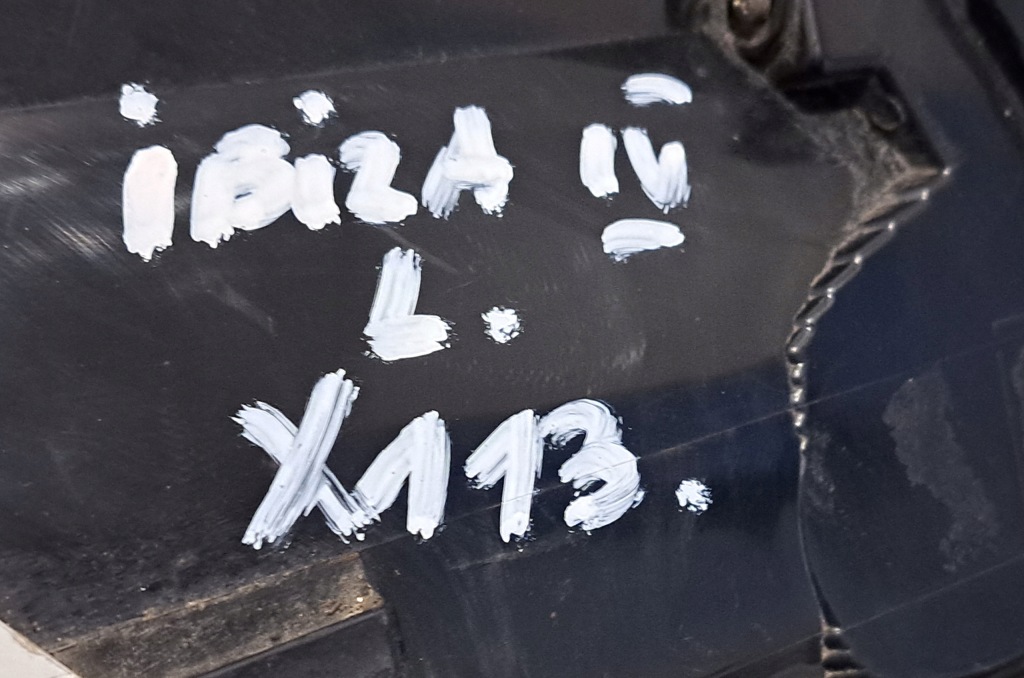 iBiZA IV
L.
X113.